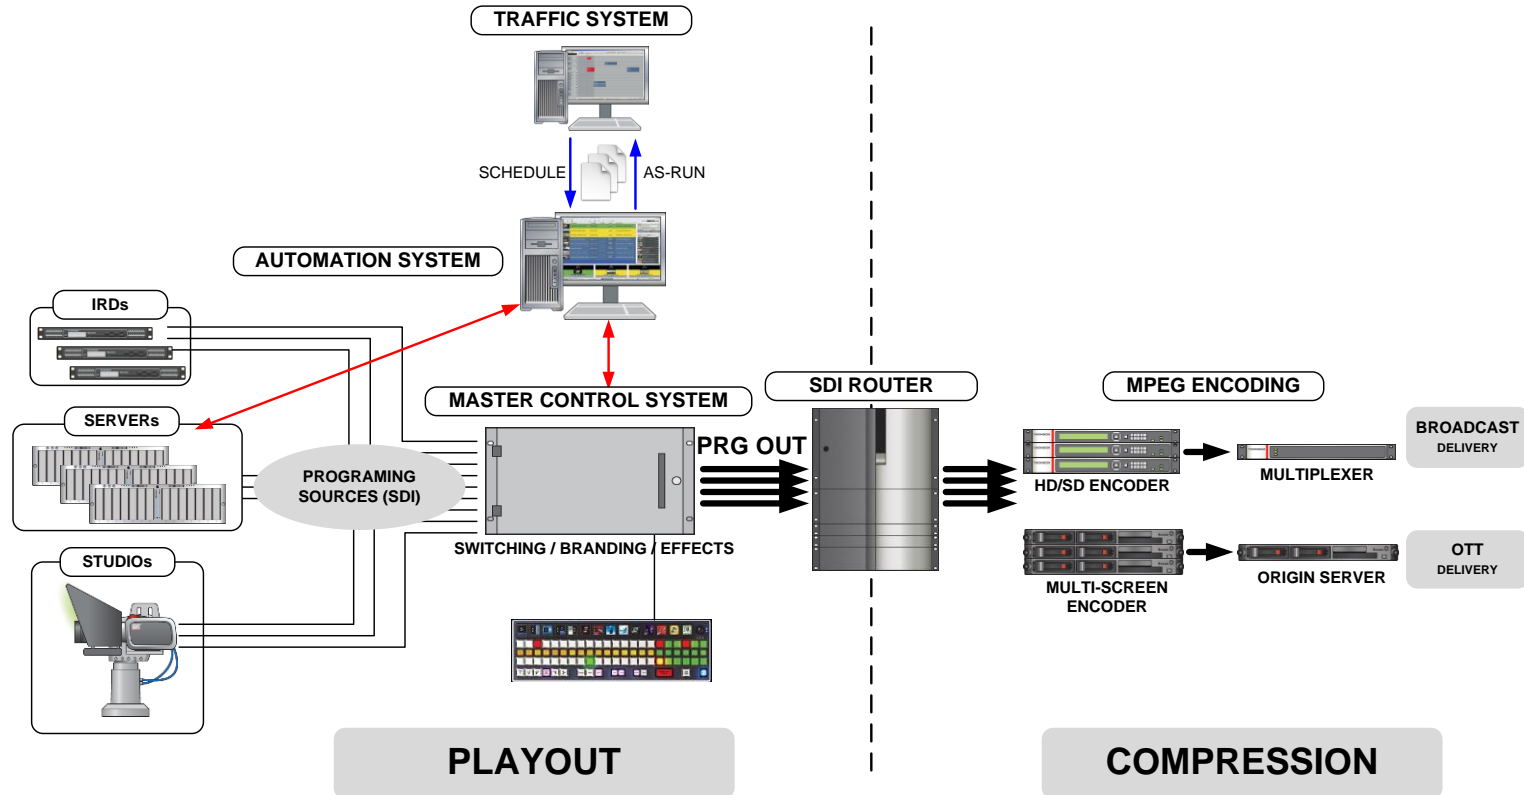 TRAFFIC SYSTEM
SCHEDULE
AS-RUN
AUTOMATION SYSTEM
IRDs
SERVERs
PROGRAMING
SOURCES (SDI)
STUDIOs
MASTER CONTROL SYSTEM
PRG OUT
SWITCHING / BRANDING / EFFECTS
SDI ROUTER
MPEG ENCODING
HD/SD ENCODER
MULTIPLEXER
BROADCAST
DELIVERY
MULTI-SCREEN
ENCODER
ORIGIN SERVER
OTT
DELIVERY
PLAYOUT
COMPRESSION